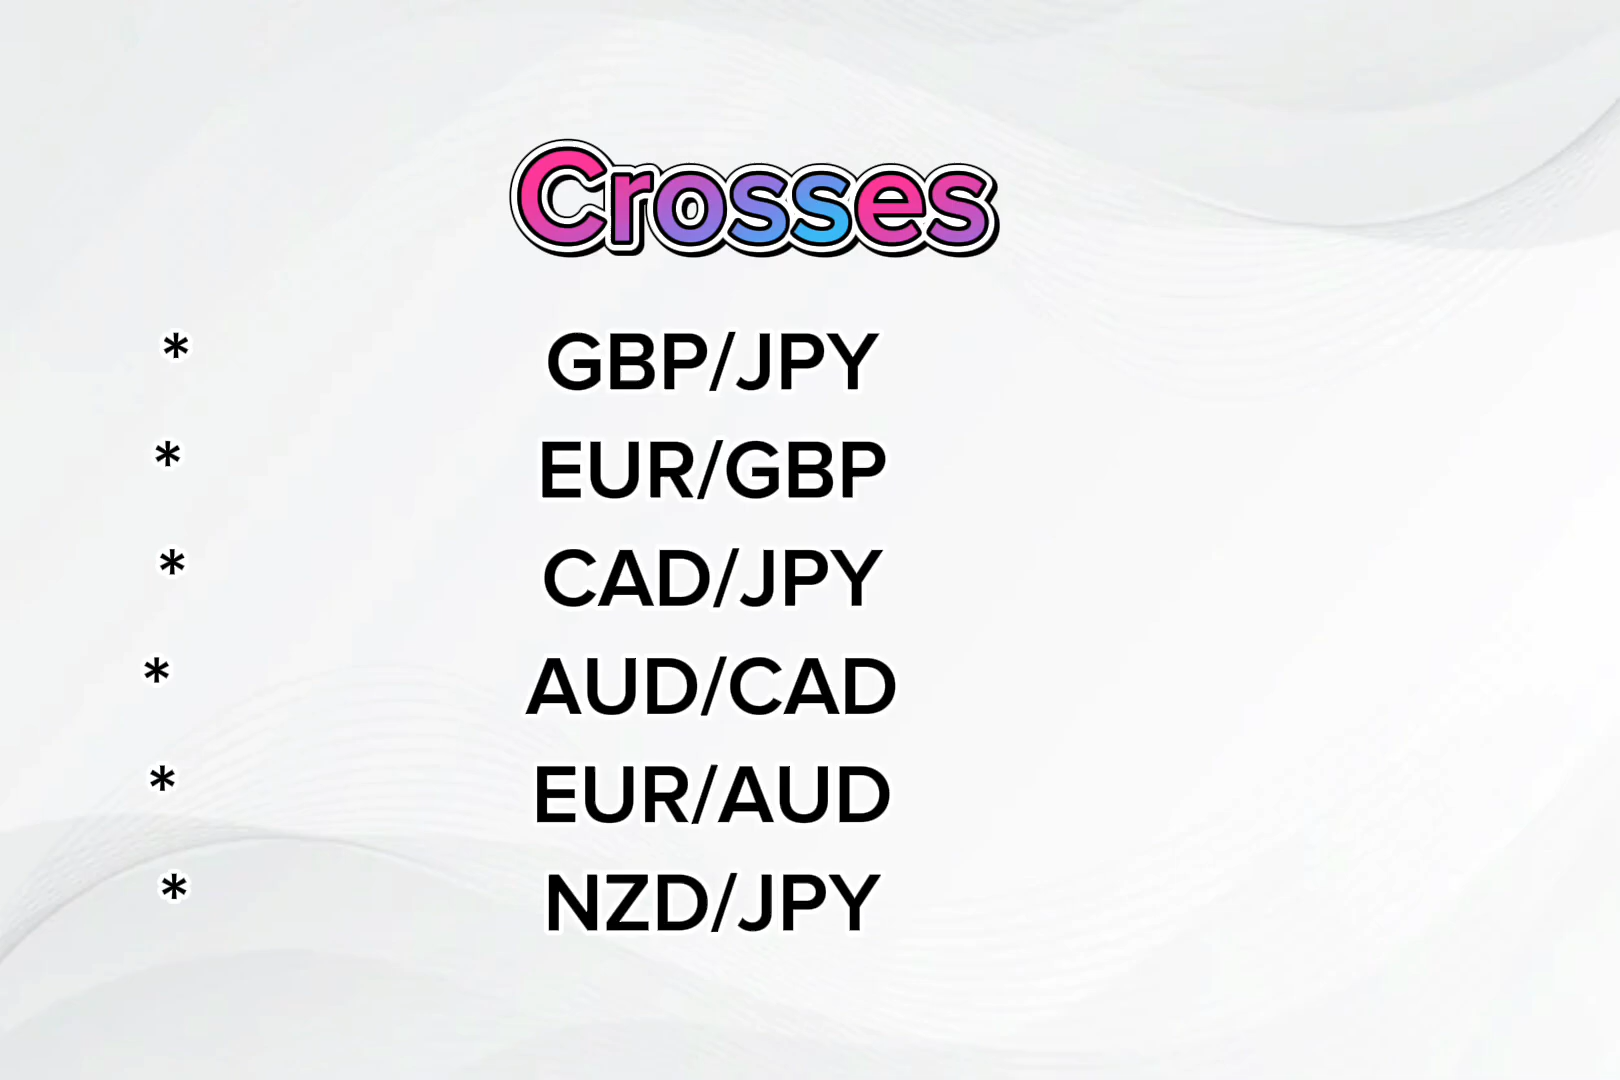 Crosses
* GBP/JPY
* EUR/GBP
* CAD/JPY
* AUD/CAD
* EUR/AUD
* NZD/JPY